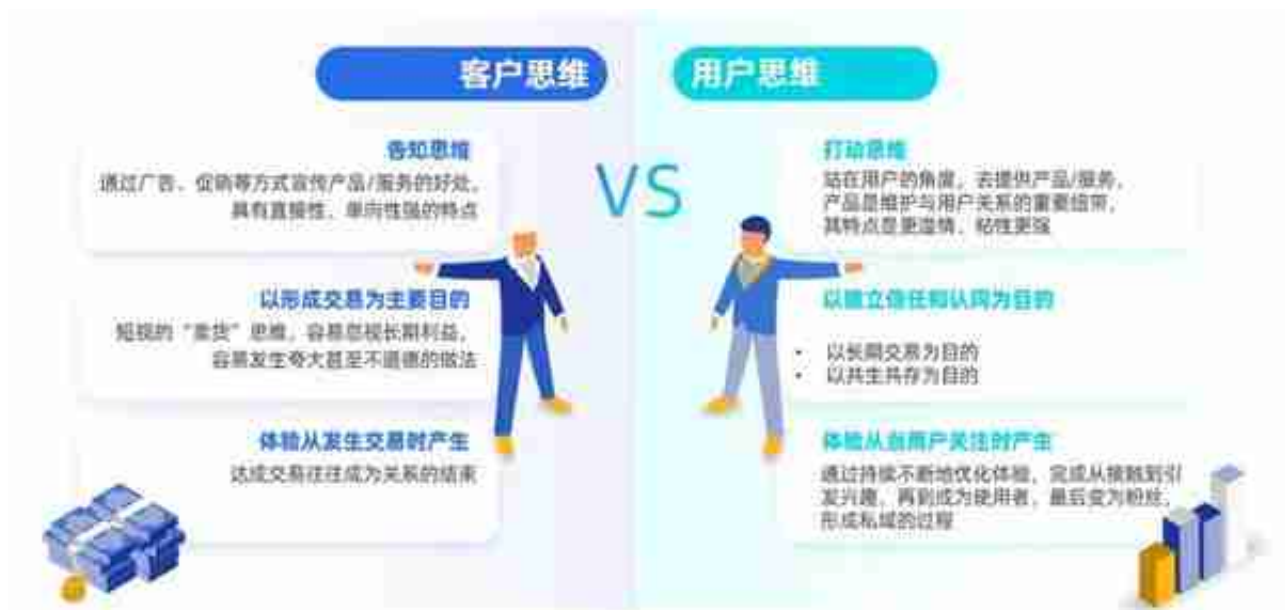 客户思维
告知思维
通过广告、促销等方式宣传产品/服务的好处，
具有直接性、单向性强的特点
以形成交易为主要目的
短视的“卖货”思维，容易忽视长期利益，
容易发生夸大甚至不道德的做法
体验从发生交易时产生
达成交易往往成为关系的结束
VS
用户思维
打动思维
站在用户的角度，去提供产品/服务，
产品是维护与用户关系的重要纽带，
其特点是更温情、粘性更强
以建立信任和认同为目的
• 以长期交易为目的
• 以共生共存为目的
体验从当用户关注时产生
通过持续不断地优化体验，完成从接触到引
发兴趣，再到成为使用者，最后变为粉丝，
形成私域的过程